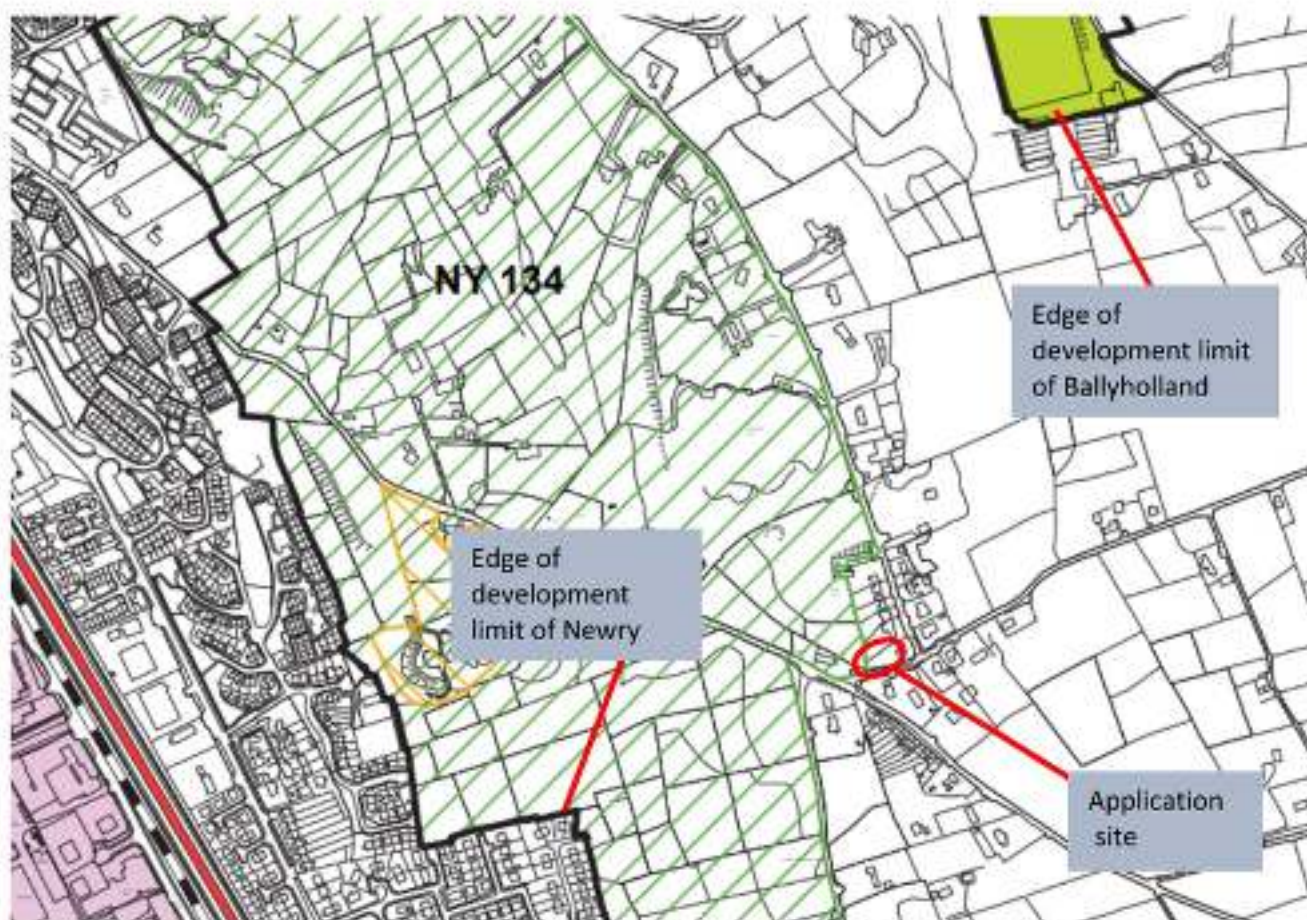 NY 134
Edge of
development limit
of Ballyholland
Edge of
development
limit of Newry
Application
site